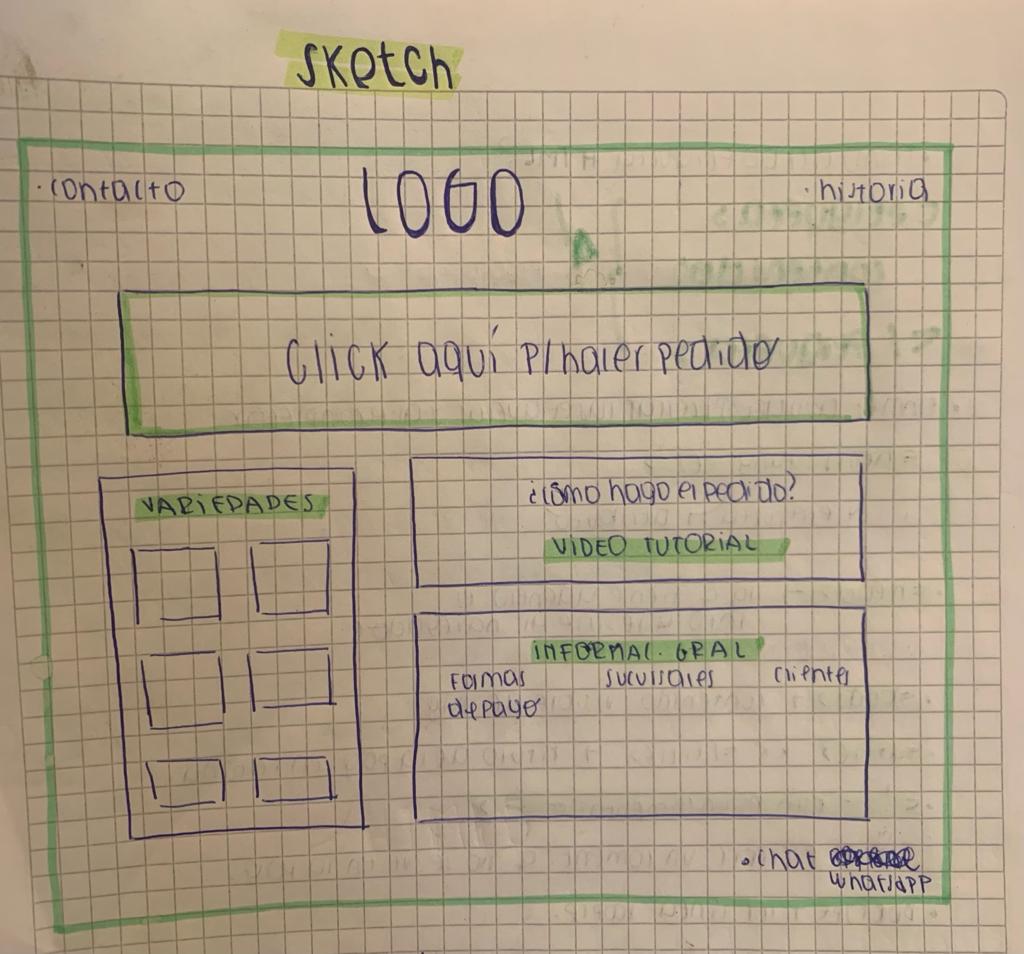 sketch
·contacto
LOGO
·historia
Click aquí p/hacer pedido
VARIEDADES
¿cómo hago el pedido?
VIDEO TUTORIAL
INFORMAC. GRAL
Formas
de pago
sucursales
clientes
•chat
whatsapp